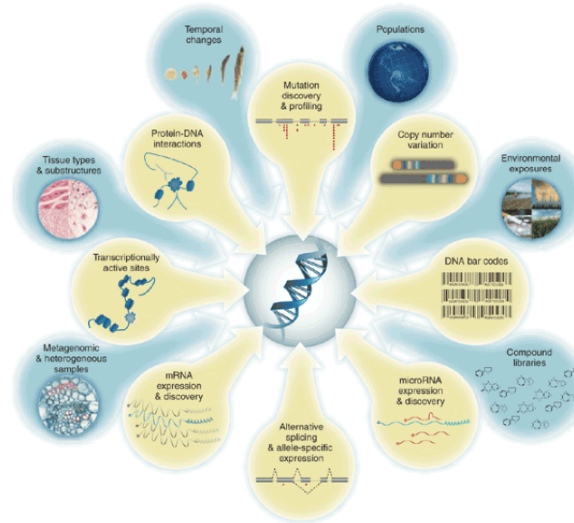 Temporal
changes
Populations
Mutation
discovery
& profiling
Protein-DNA
interactions
Copy number
variation
Tissue types
& substructures
Environmental
exposures
Transcriptionally
active sites
DNA bar codes
Metagenomic
& heterogeneous
samples
mRNA
expression
& discovery
microRNA
expression
& discovery
Compound
libraries
Alternative
splicing
& allele-specific
expression